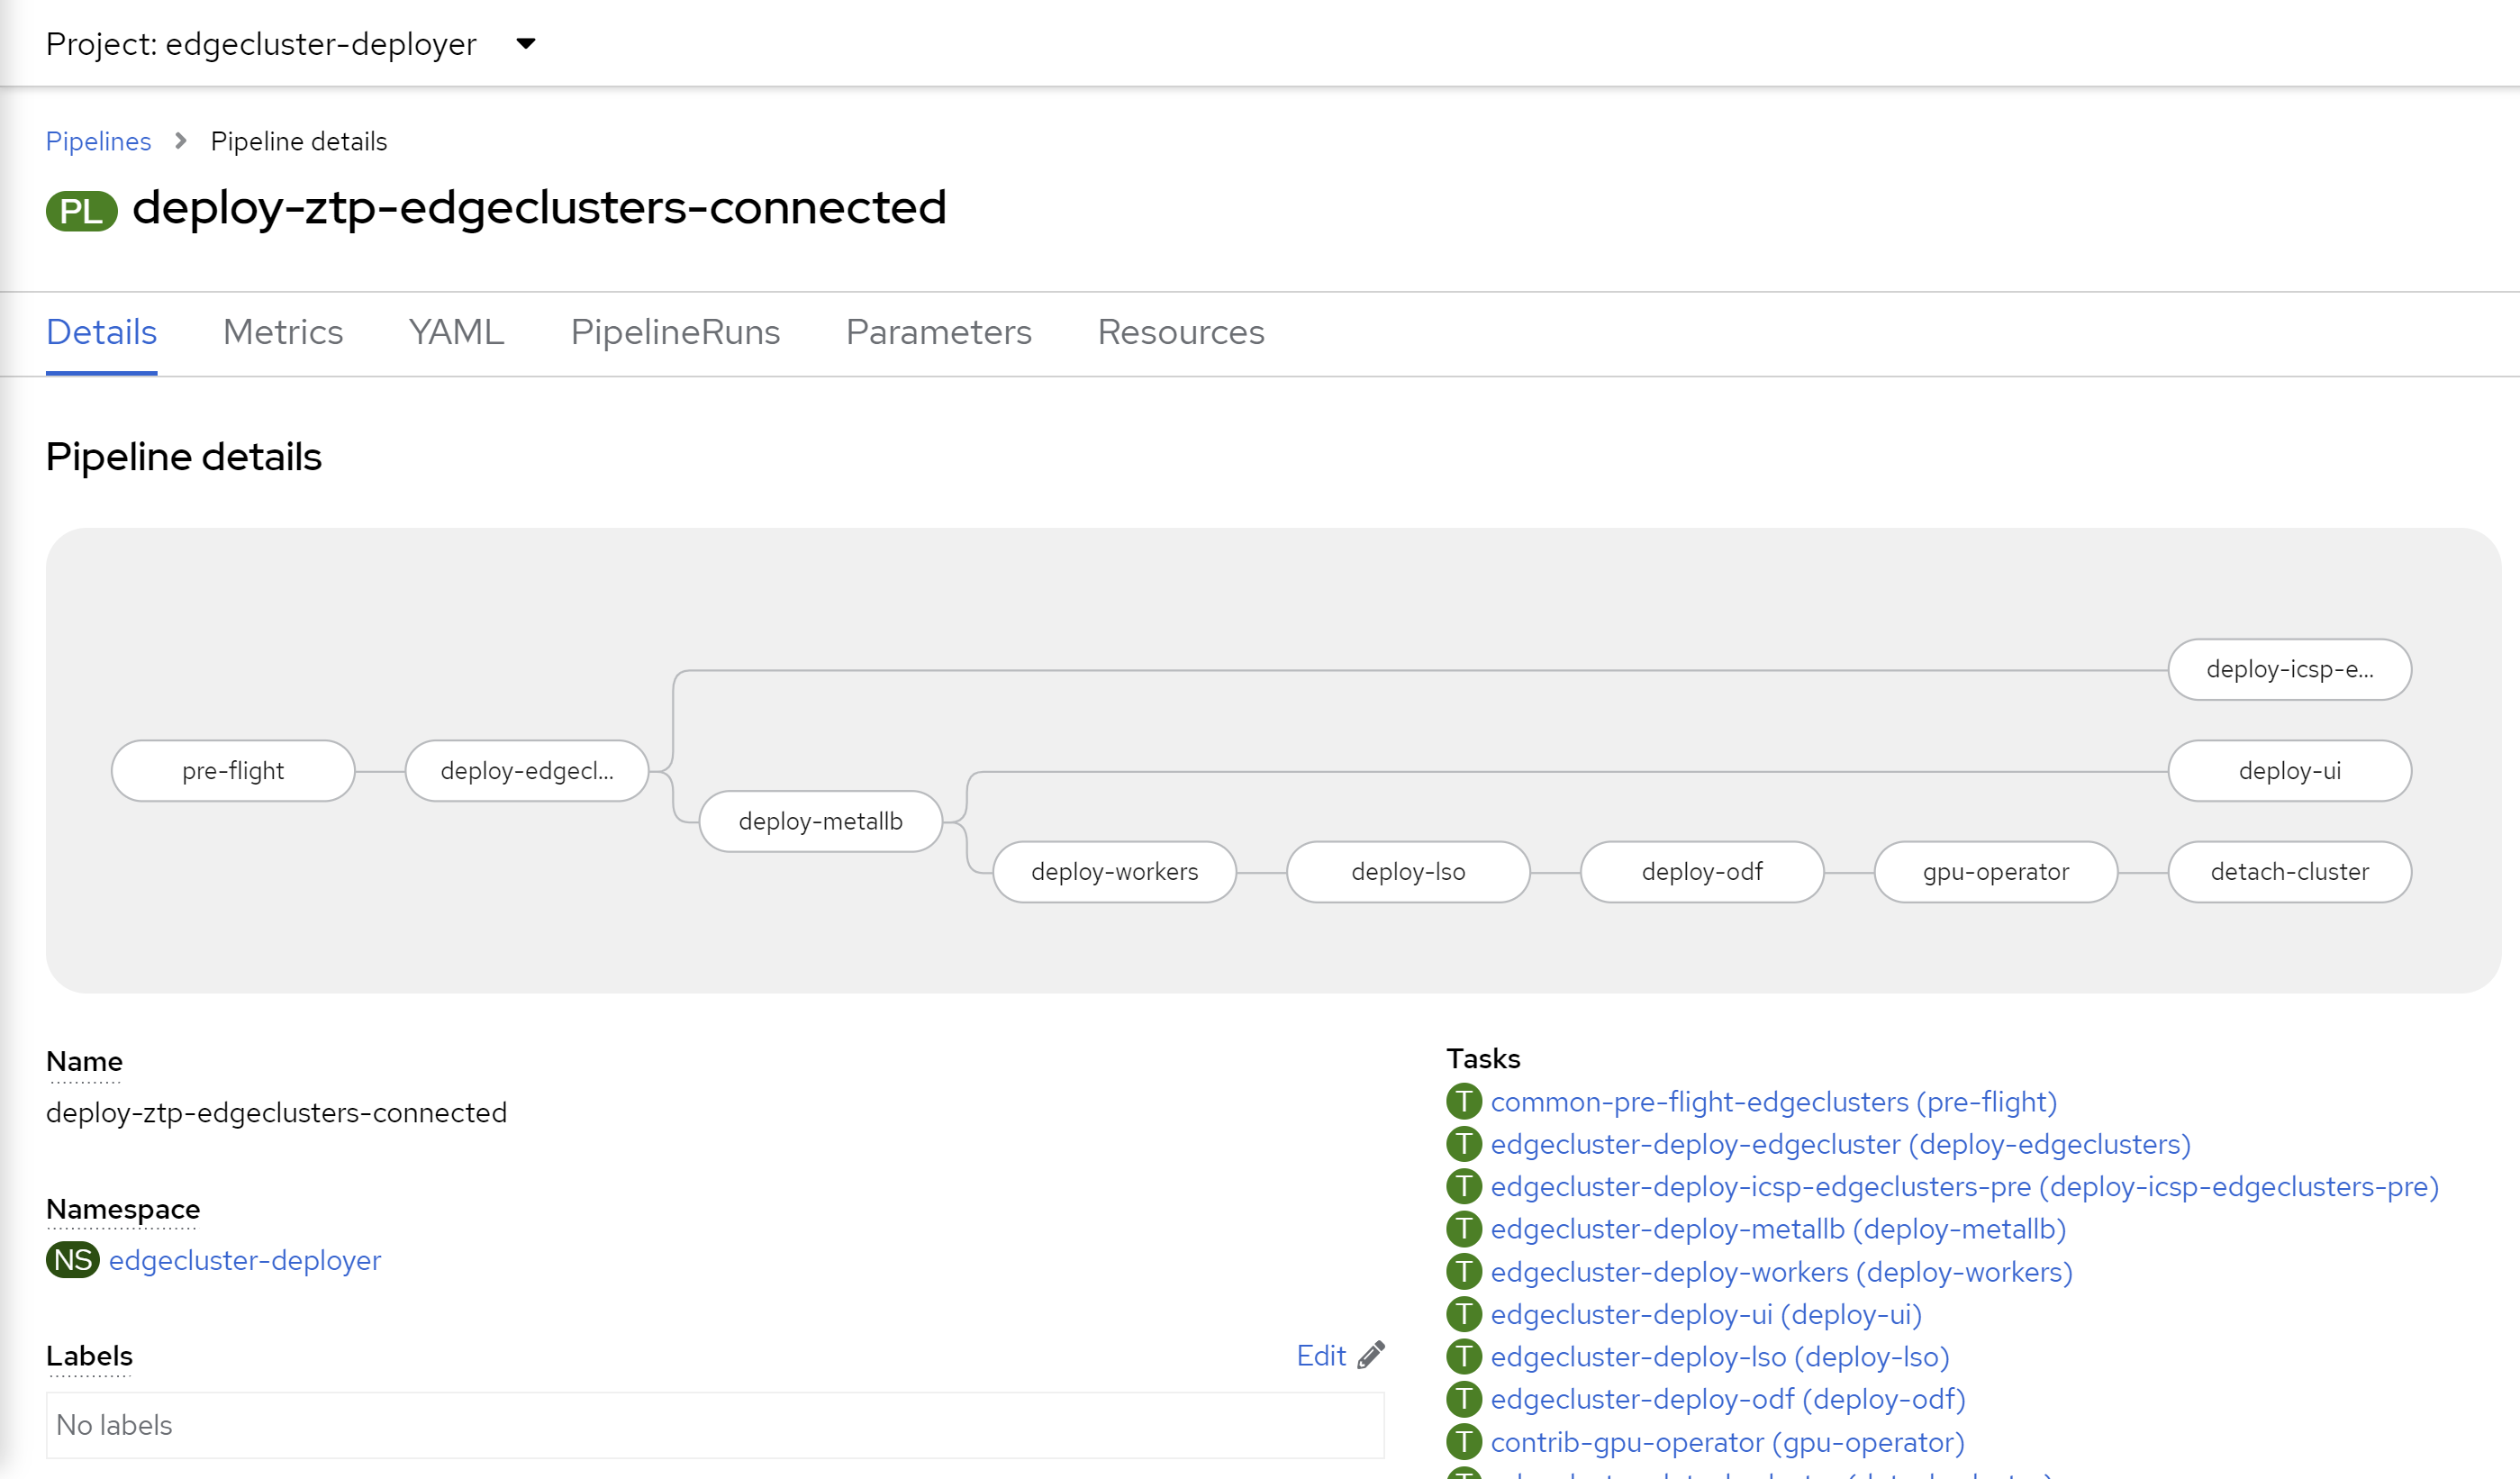 Project: edgecluster-deployer
Pipelines > Pipeline details
PL deploy-ztp-edgeclusters-connected
Details Metrics YAML PipelineRuns Parameters Resources
Pipeline details
deploy-icsp-e...
pre-flight deploy-edgecl... deploy-ui
deploy-metallb
deploy-workers deploy-lso deploy-odf gpu-operator detach-cluster
Name
deploy-ztp-edgeclusters-connected
Namespace
NS edgecluster-deployer
Labels Edit
No labels
Tasks
T common-pre-flight-edgeclusters (pre-flight)
T edgecluster-deploy-edgecluster (deploy-edgeclusters)
T edgecluster-deploy-icsp-edgeclusters-pre (deploy-icsp-edgeclusters-pre)
T edgecluster-deploy-metallb (deploy-metallb)
T edgecluster-deploy-workers (deploy-workers)
T edgecluster-deploy-ui (deploy-ui)
T edgecluster-deploy-lso (deploy-lso)
T edgecluster-deploy-odf (deploy-odf)
T contrib-gpu-operator (gpu-operator)